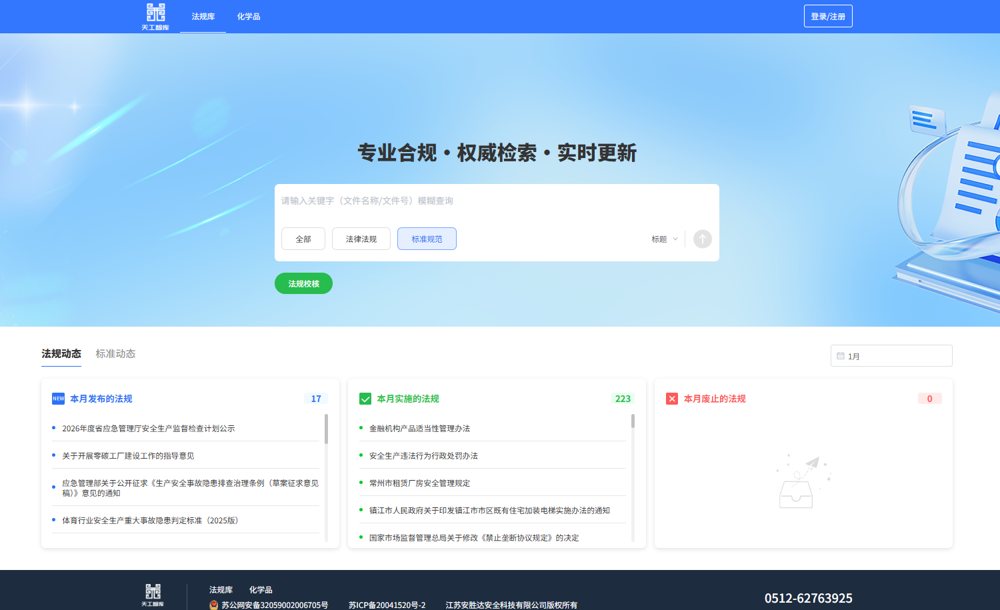 天工智库
法规库
化学品
登录/注册
专业合规·权威检索·实时更新
请输入关键字（文件名称/文件号）模糊查询
全部
法律法规
标准规范
标题
法规校核
法规动态
标准动态
1月
NEW 本月发布的法规 17
2026年度省应急管理厅安全生产监督检查计划公示
关于开展零碳工厂建设工作的指导意见
应急管理部关于公开征求《生产安全事故隐患排查治理条例（草案征求意见
稿）》意见的通知
体育行业安全生产重大事故隐患判定标准（2025版）
本月实施的法规 223
金融机构产品适当性管理办法
安全生产违法行为行政处罚办法
常州市租赁厂房安全管理规定
镇江市人民政府关于印发镇江市市区既有住宅加装电梯实施办法的通知
国家市场监督管理总局关于修改《禁止垄断协议规定》的决定
本月废止的法规 0
天工智库
法规库
化学品
苏公网安备32059002006705号
苏ICP备20041520号-2
江苏安胜达安全科技有限公司版权所有
0512-62763925